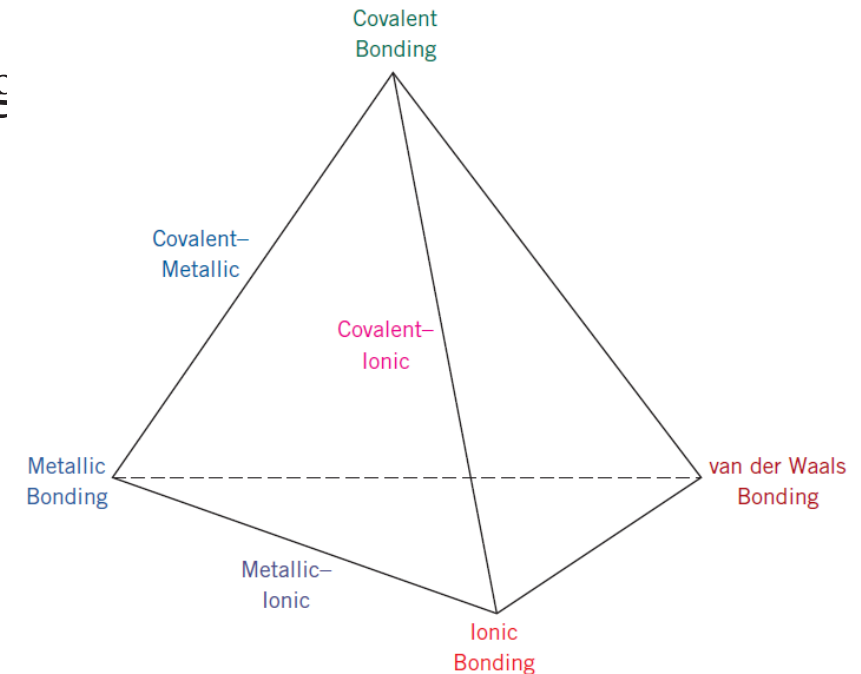 Covalent
Bonding
Covalent–
Metallic
Covalent–
Ionic
Metallic
Bonding
van der Waals
Bonding
Metallic–
Ionic
Ionic
Bonding